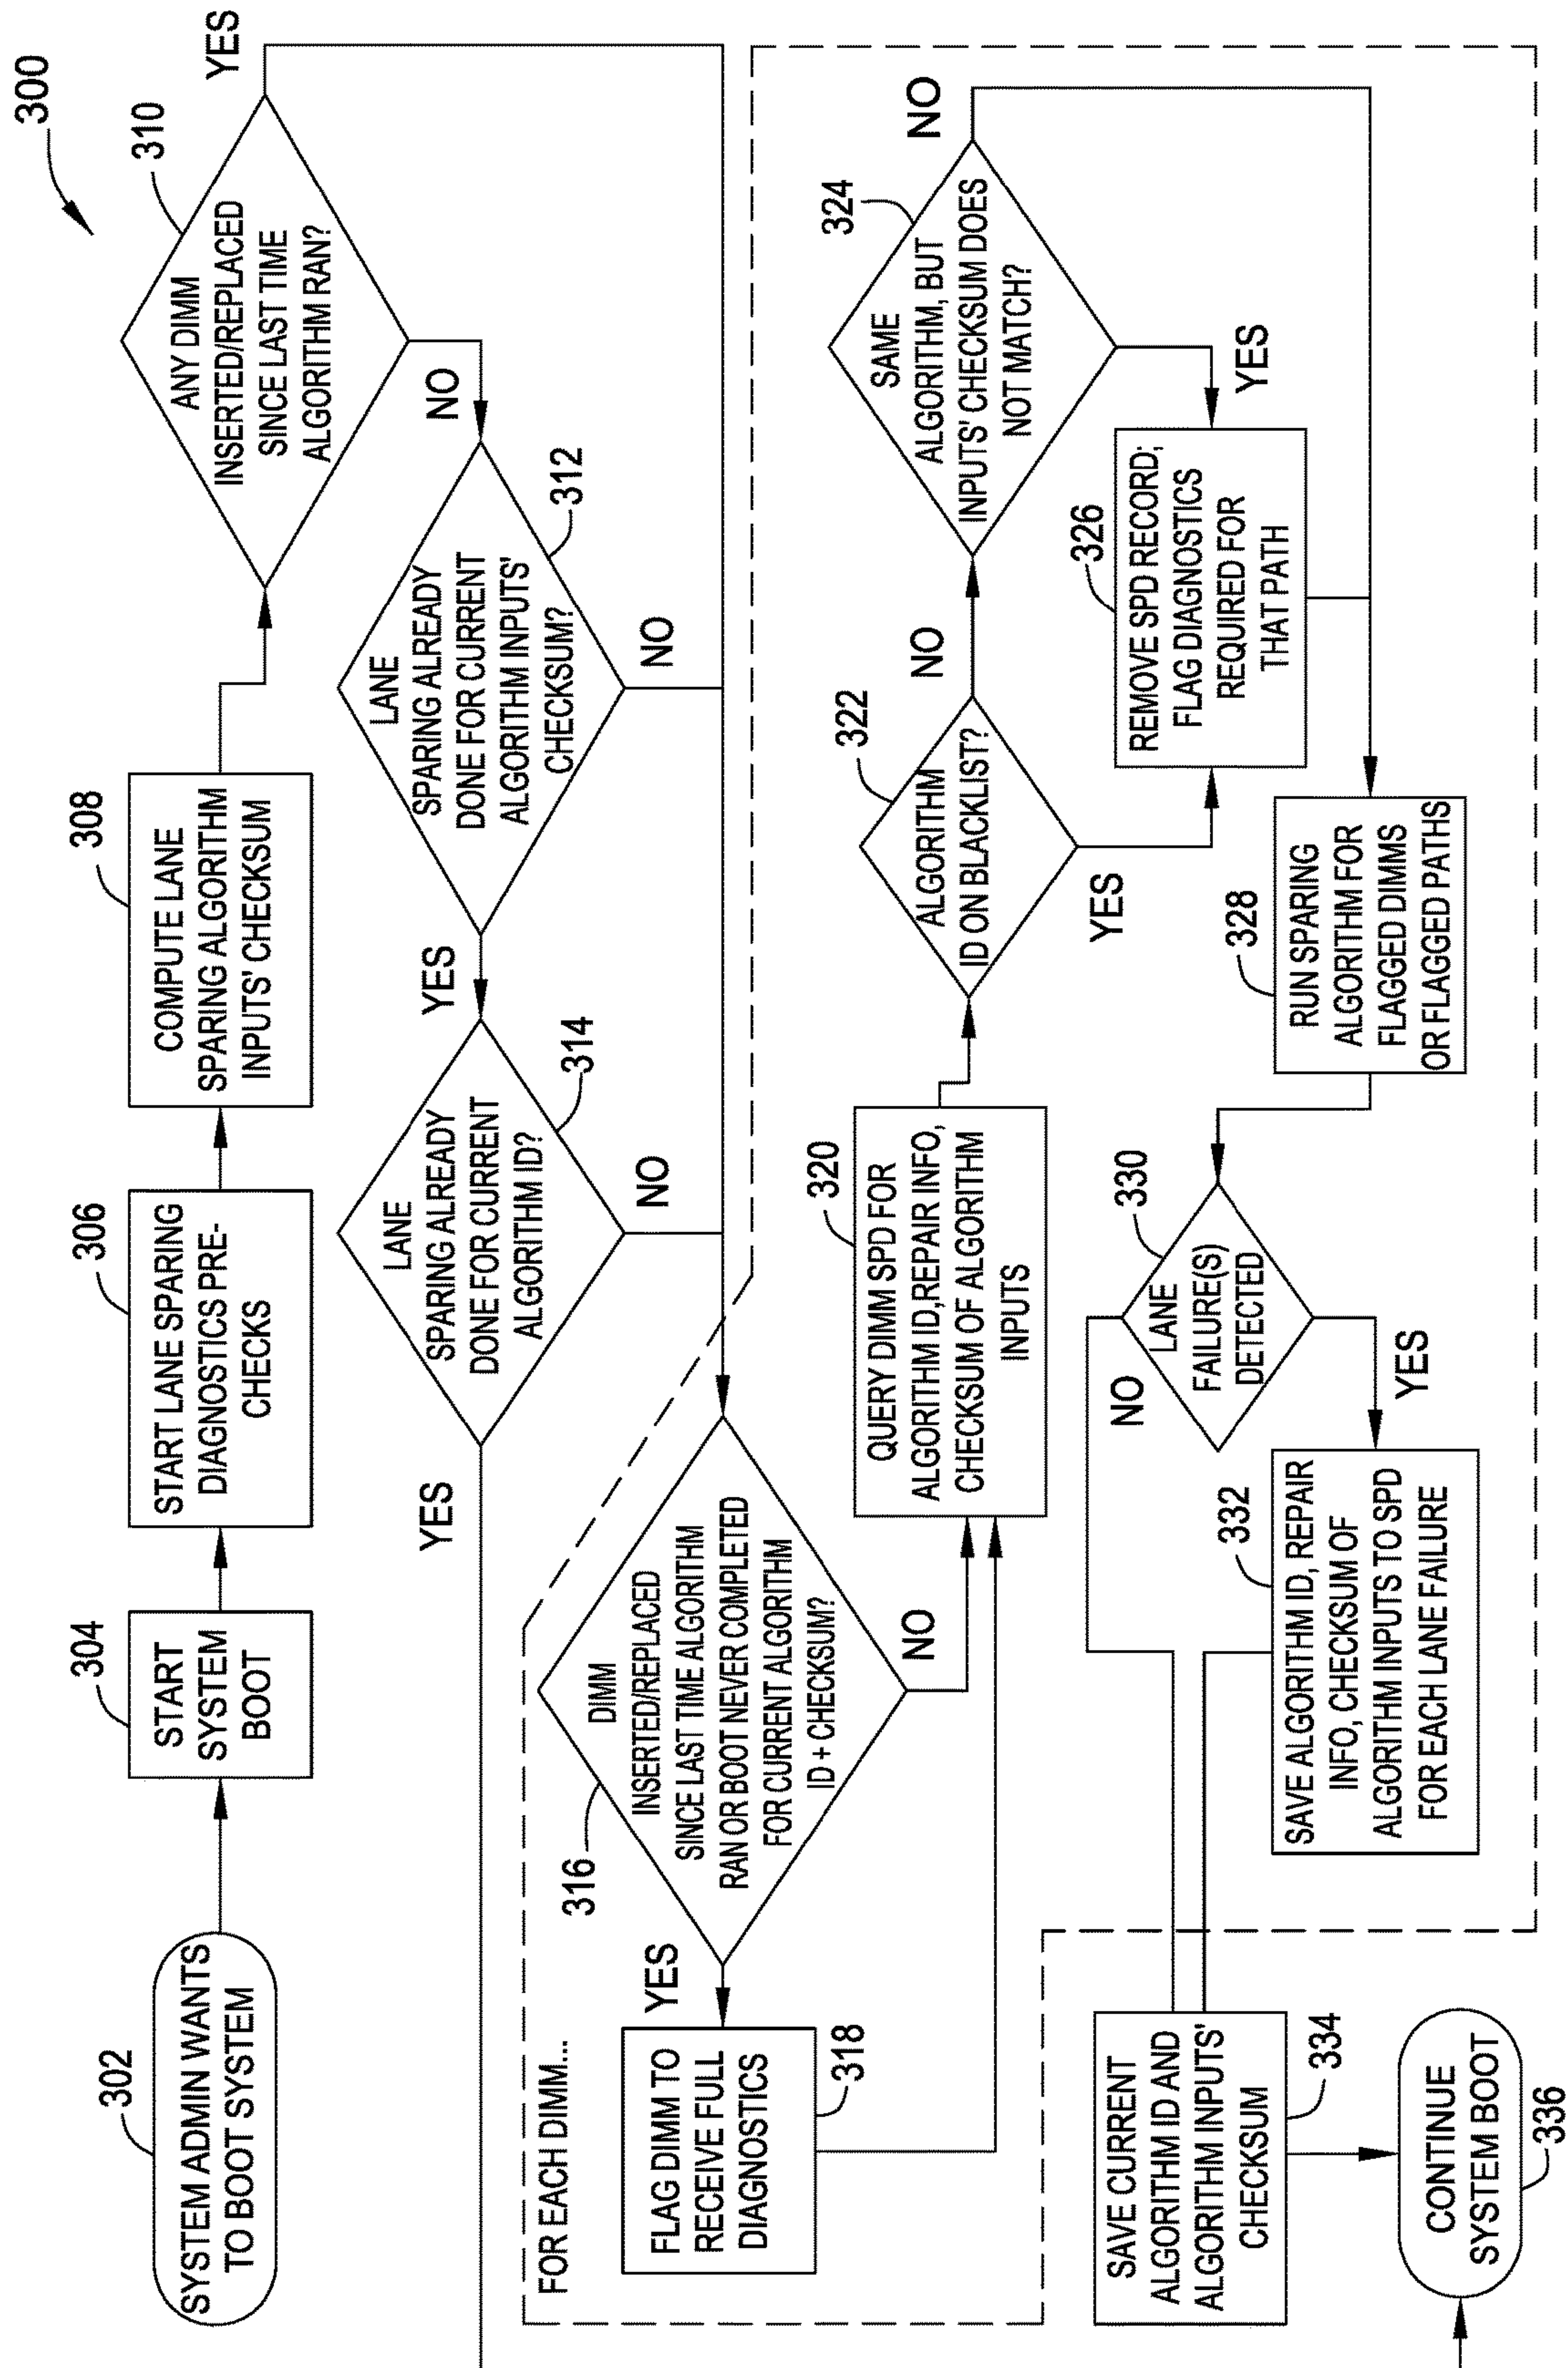 300
302
SYSTEM ADMIN WANTS
TO BOOT SYSTEM
304
START
SYSTEM
BOOT
306
START LANE SPARING
DIAGNOSTICS PRE-
CHECKS
308
COMPUTE LANE
SPARING ALGORITHM
INPUTS' CHECKSUM
310
ANY DIMM
INSERTED/REPLACED
SINCE LAST TIME
ALGORITHM RAN?
YES
NO
312
LANE
SPARING ALREADY
DONE FOR CURRENT
ALGORITHM INPUTS'
CHECKSUM?
NO
YES
314
LANE
SPARING ALREADY
DONE FOR CURRENT
ALGORITHM ID?
NO
YES
FOR EACH DIMM...
316
DIMM
INSERTED/REPLACED
SINCE LAST TIME ALGORITHM
RAN OR BOOT NEVER COMPLETED
FOR CURRENT ALGORITHM
ID + CHECKSUM?
YES
NO
FLAG DIMM TO
RECEIVE FULL
DIAGNOSTICS
318
320
QUERY DIMM SPD FOR
ALGORITHM ID,REPAIR INFO,
CHECKSUM OF ALGORITHM
INPUTS
322
ALGORITHM
ID ON BLACKLIST?
NO
YES
324
SAME
ALGORITHM, BUT
INPUTS' CHECKSUM DOES
NOT MATCH?
NO
YES
326
REMOVE SPD RECORD;
FLAG DIAGNOSTICS
REQUIRED FOR
THAT PATH
328
RUN SPARING
ALGORITHM FOR
FLAGGED DIMMS
OR FLAGGED PATHS
330
LANE
FAILURE(S)
DETECTED
NO
YES
332
SAVE ALGORITHM ID, REPAIR
INFO, CHECKSUM OF
ALGORITHM INPUTS TO SPD
FOR EACH LANE FAILURE
SAVE CURRENT
ALGORITHM ID AND
ALGORITHM INPUTS'
CHECKSUM
334
CONTINUE
SYSTEM BOOT
336